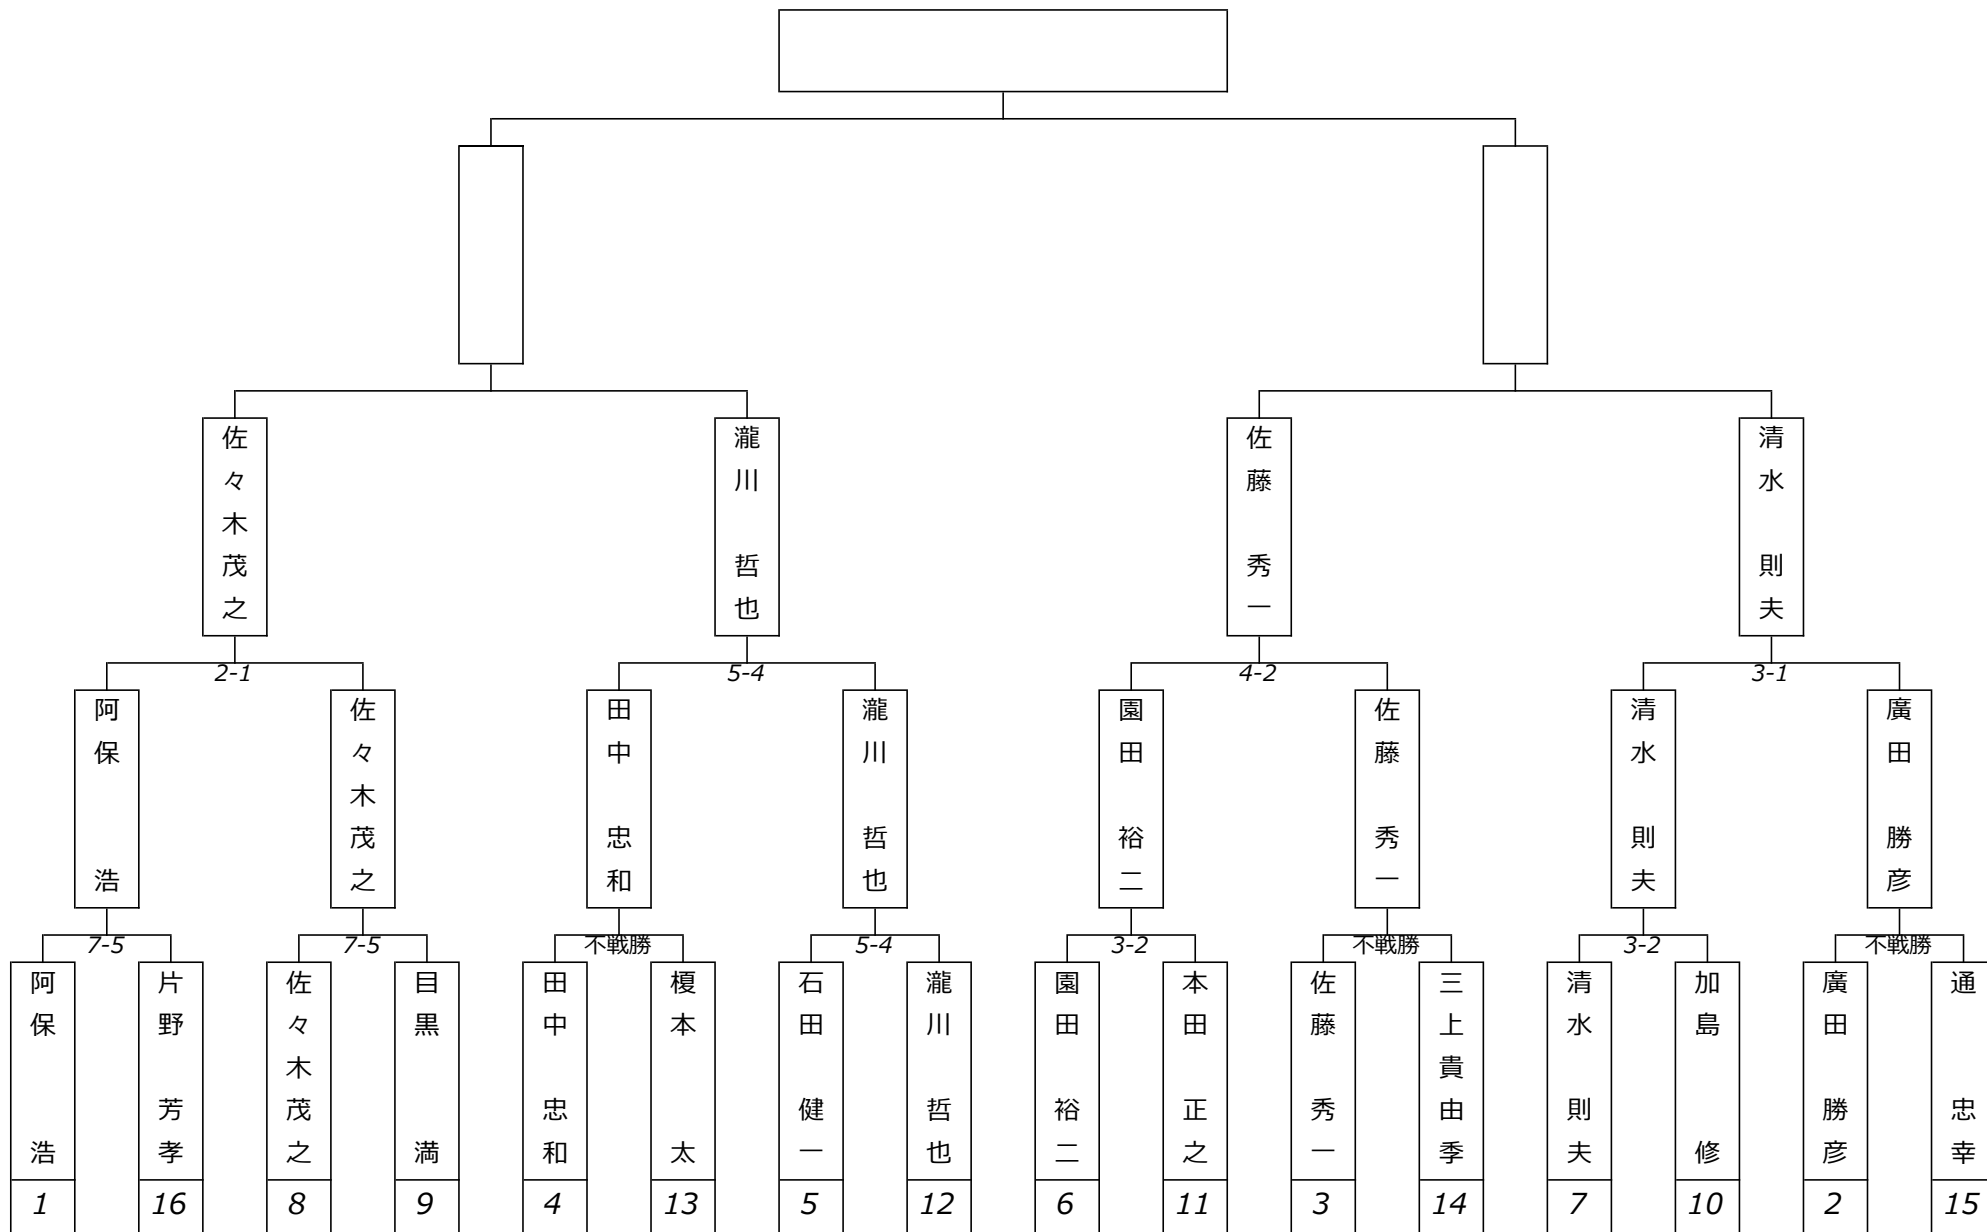 佐々木茂之
瀧川 哲也
佐藤 秀一
清水 則夫
2-1
5-4
4-2
3-1
阿保 浩
佐々木茂之
田中 忠和
瀧川 哲也
園田 裕二
佐藤 秀一
清水 則夫
廣田 勝彦
7-5
7-5
不戦勝
5-4
3-2
不戦勝
3-2
不戦勝
阿保 浩
片野 芳孝
佐々木茂之
目黒 満
田中 忠和
榎本 太
石田 健一
瀧川 哲也
園田 裕二
本田 正之
佐藤 秀一
三上貴由季
清水 則夫
加島 修
廣田 勝彦
通 忠幸
1
16
8
9
4
13
5
12
6
11
3
14
7
10
2
15